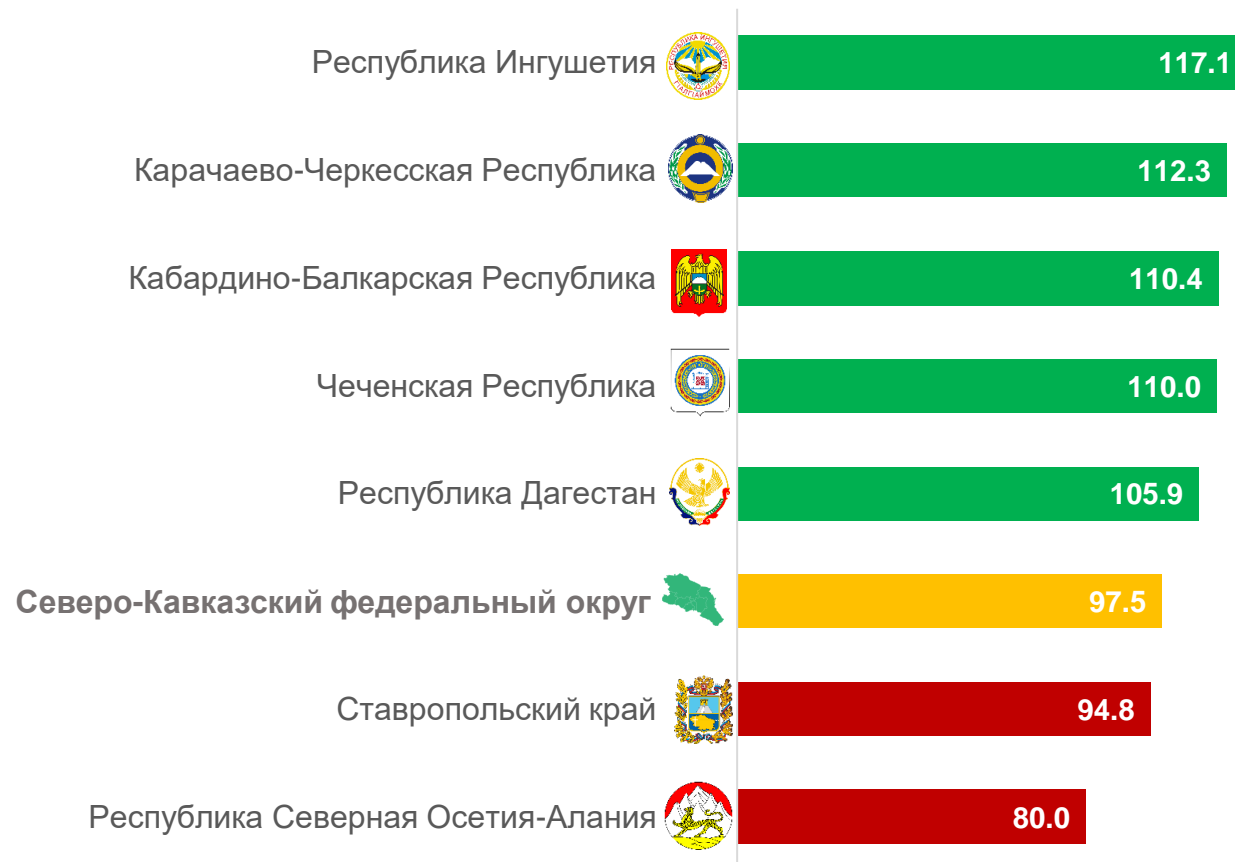 Республика Ингушетия 117.1
Карачаево-Черкесская Республика 112.3
Кабардино-Балкарская Республика 110.4
Чеченская Республика 110.0
Республика Дагестан 105.9
Северо-Кавказский федеральный округ 97.5
Ставропольский край 94.8
Республика Северная Осетия-Алания 80.0